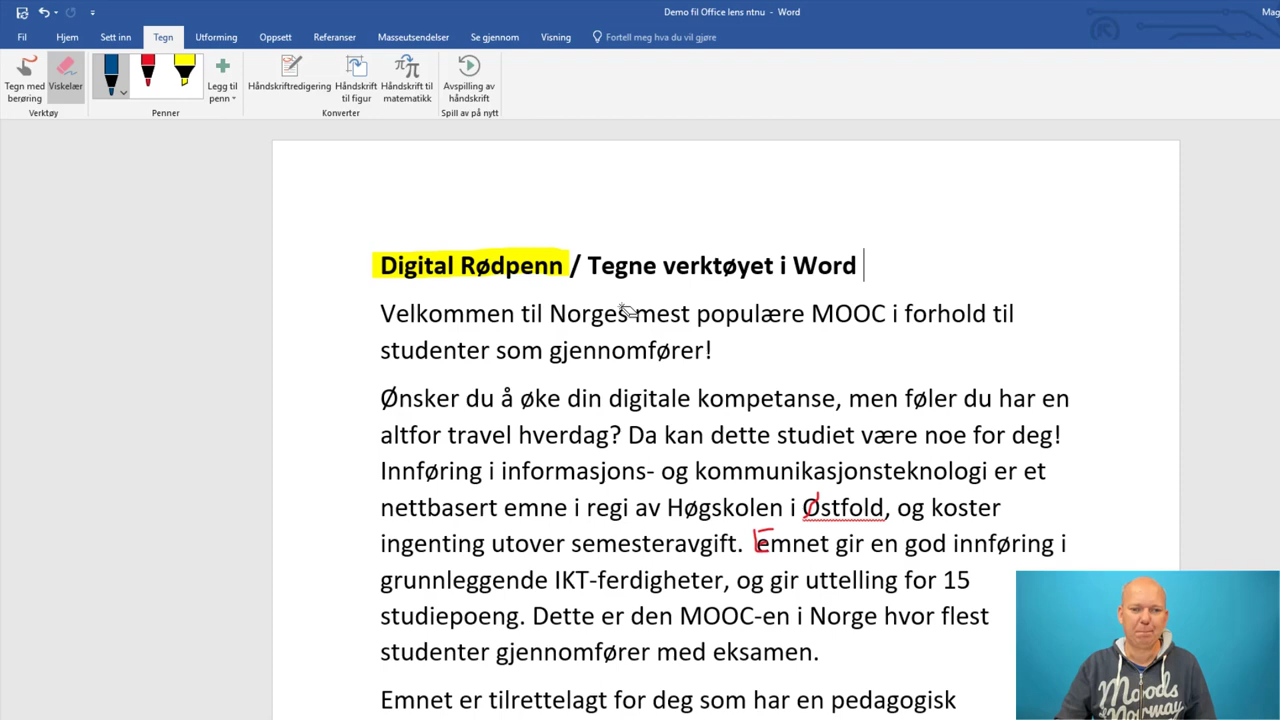 Demo fil Office lens ntnu - Word
Mag
Fil Hjem Sett inn Tegn Utforming Oppsett Referanser Masseutsendelser Se gjennom Visning Fortell meg hva du vil gjøre
Tegn med berøring
Viskelær
Legg til penn
Håndskriftredigering
Håndskrift til figur
Håndskrift til matematikk
Avspilling av håndskrift
Verktøy Penner Konverter Spill av på nytt
Digital Rødpenn / Tegne verktøyet i Word
Velkommen til Norges mest populære MOOC i forhold til
studenter som gjennomfører!
Ønsker du å øke din digitale kompetanse, men føler du har en
altfor travel hverdag? Da kan dette studiet være noe for deg!
Innføring i informasjons- og kommunikasjonsteknologi er et
nettbasert emne i regi av Høgskolen i Østfold, og koster
ingenting utover semesteravgift. emnet gir en god innføring i
grunnleggende IKT-ferdigheter, og gir uttelling for 15
studiepoeng. Dette er den MOOC-en i Norge hvor flest
studenter gjennomfører med eksamen.
Emnet er tilrettelagt for deg som har en pedagogisk
Moods
of Norway